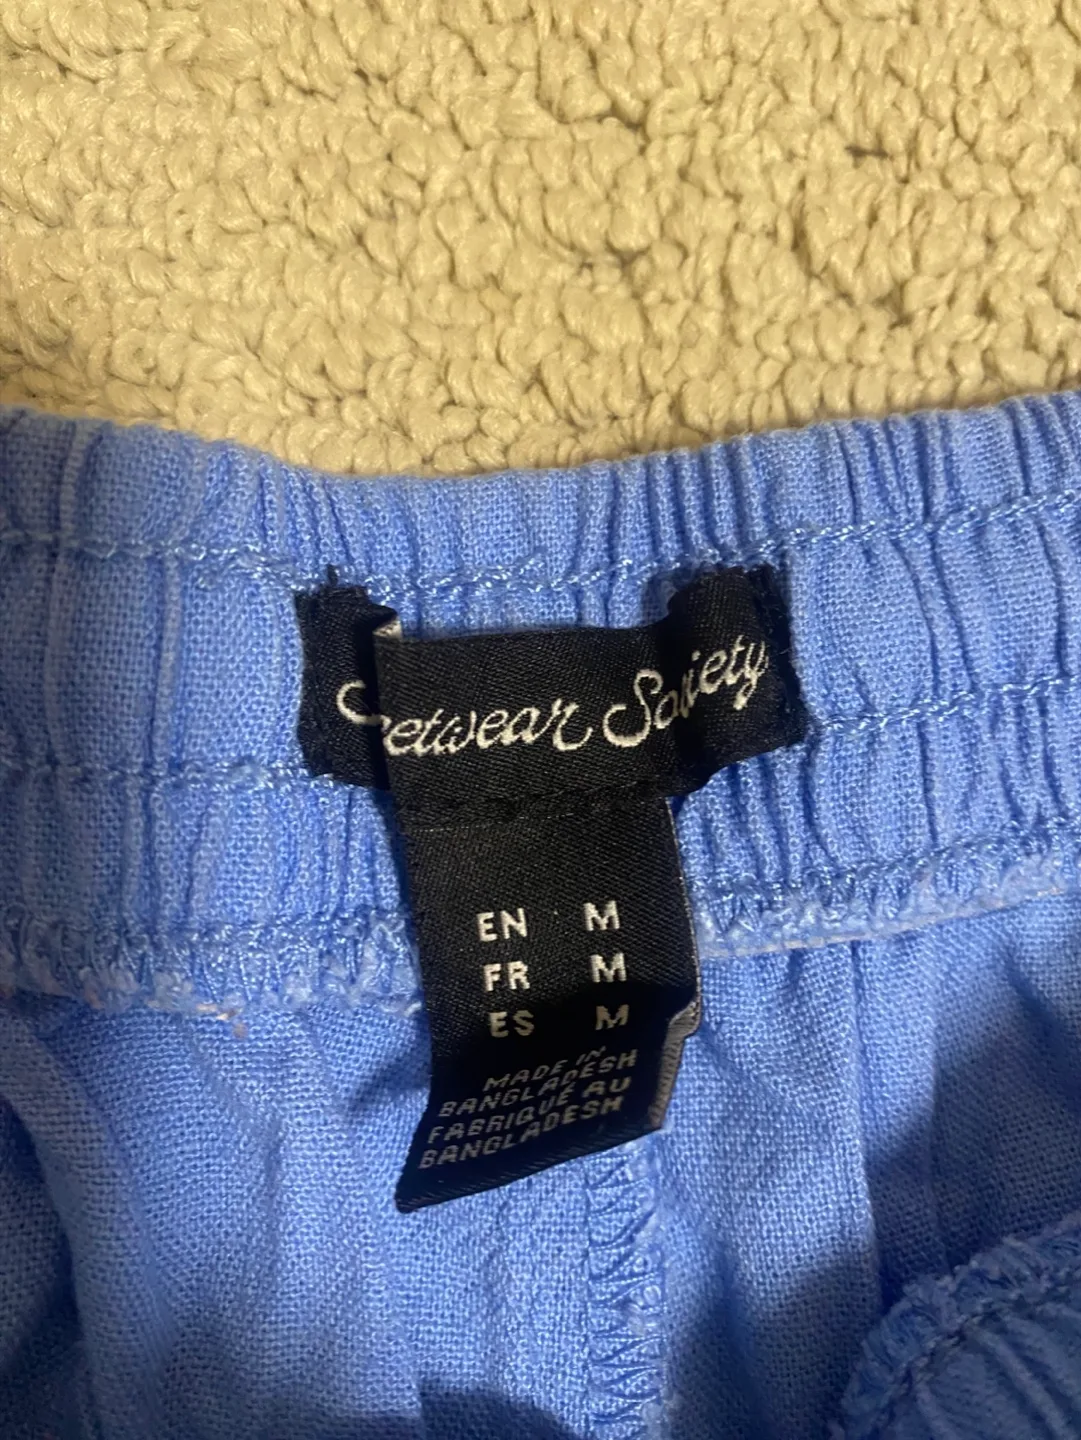 Society
EN M
FR M
ES M
MADE IN
BANGLADESH
FABRIQUÉ AU
BANGLADESH